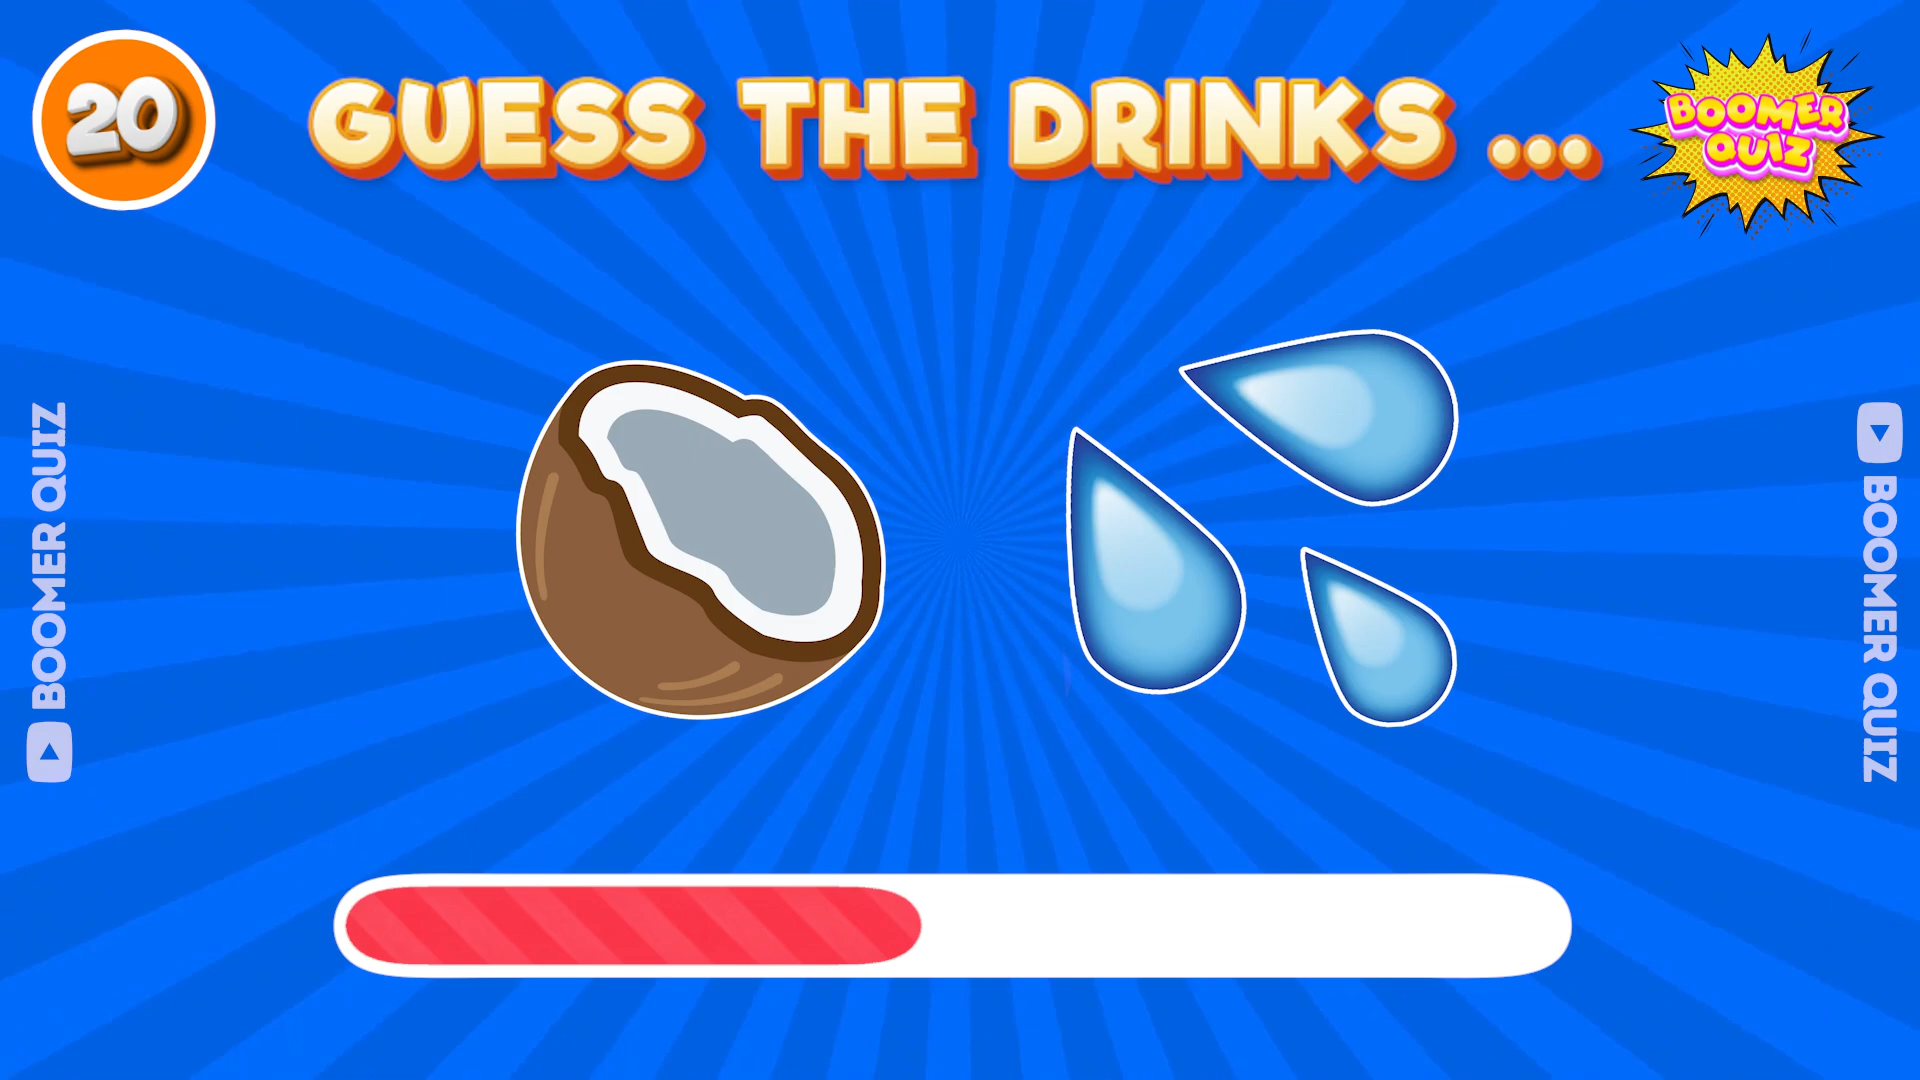 20
GUESS THE DRINKS ...
BOOMER
QUIZ
BOOMER QUIZ
BOOMER QUIZ